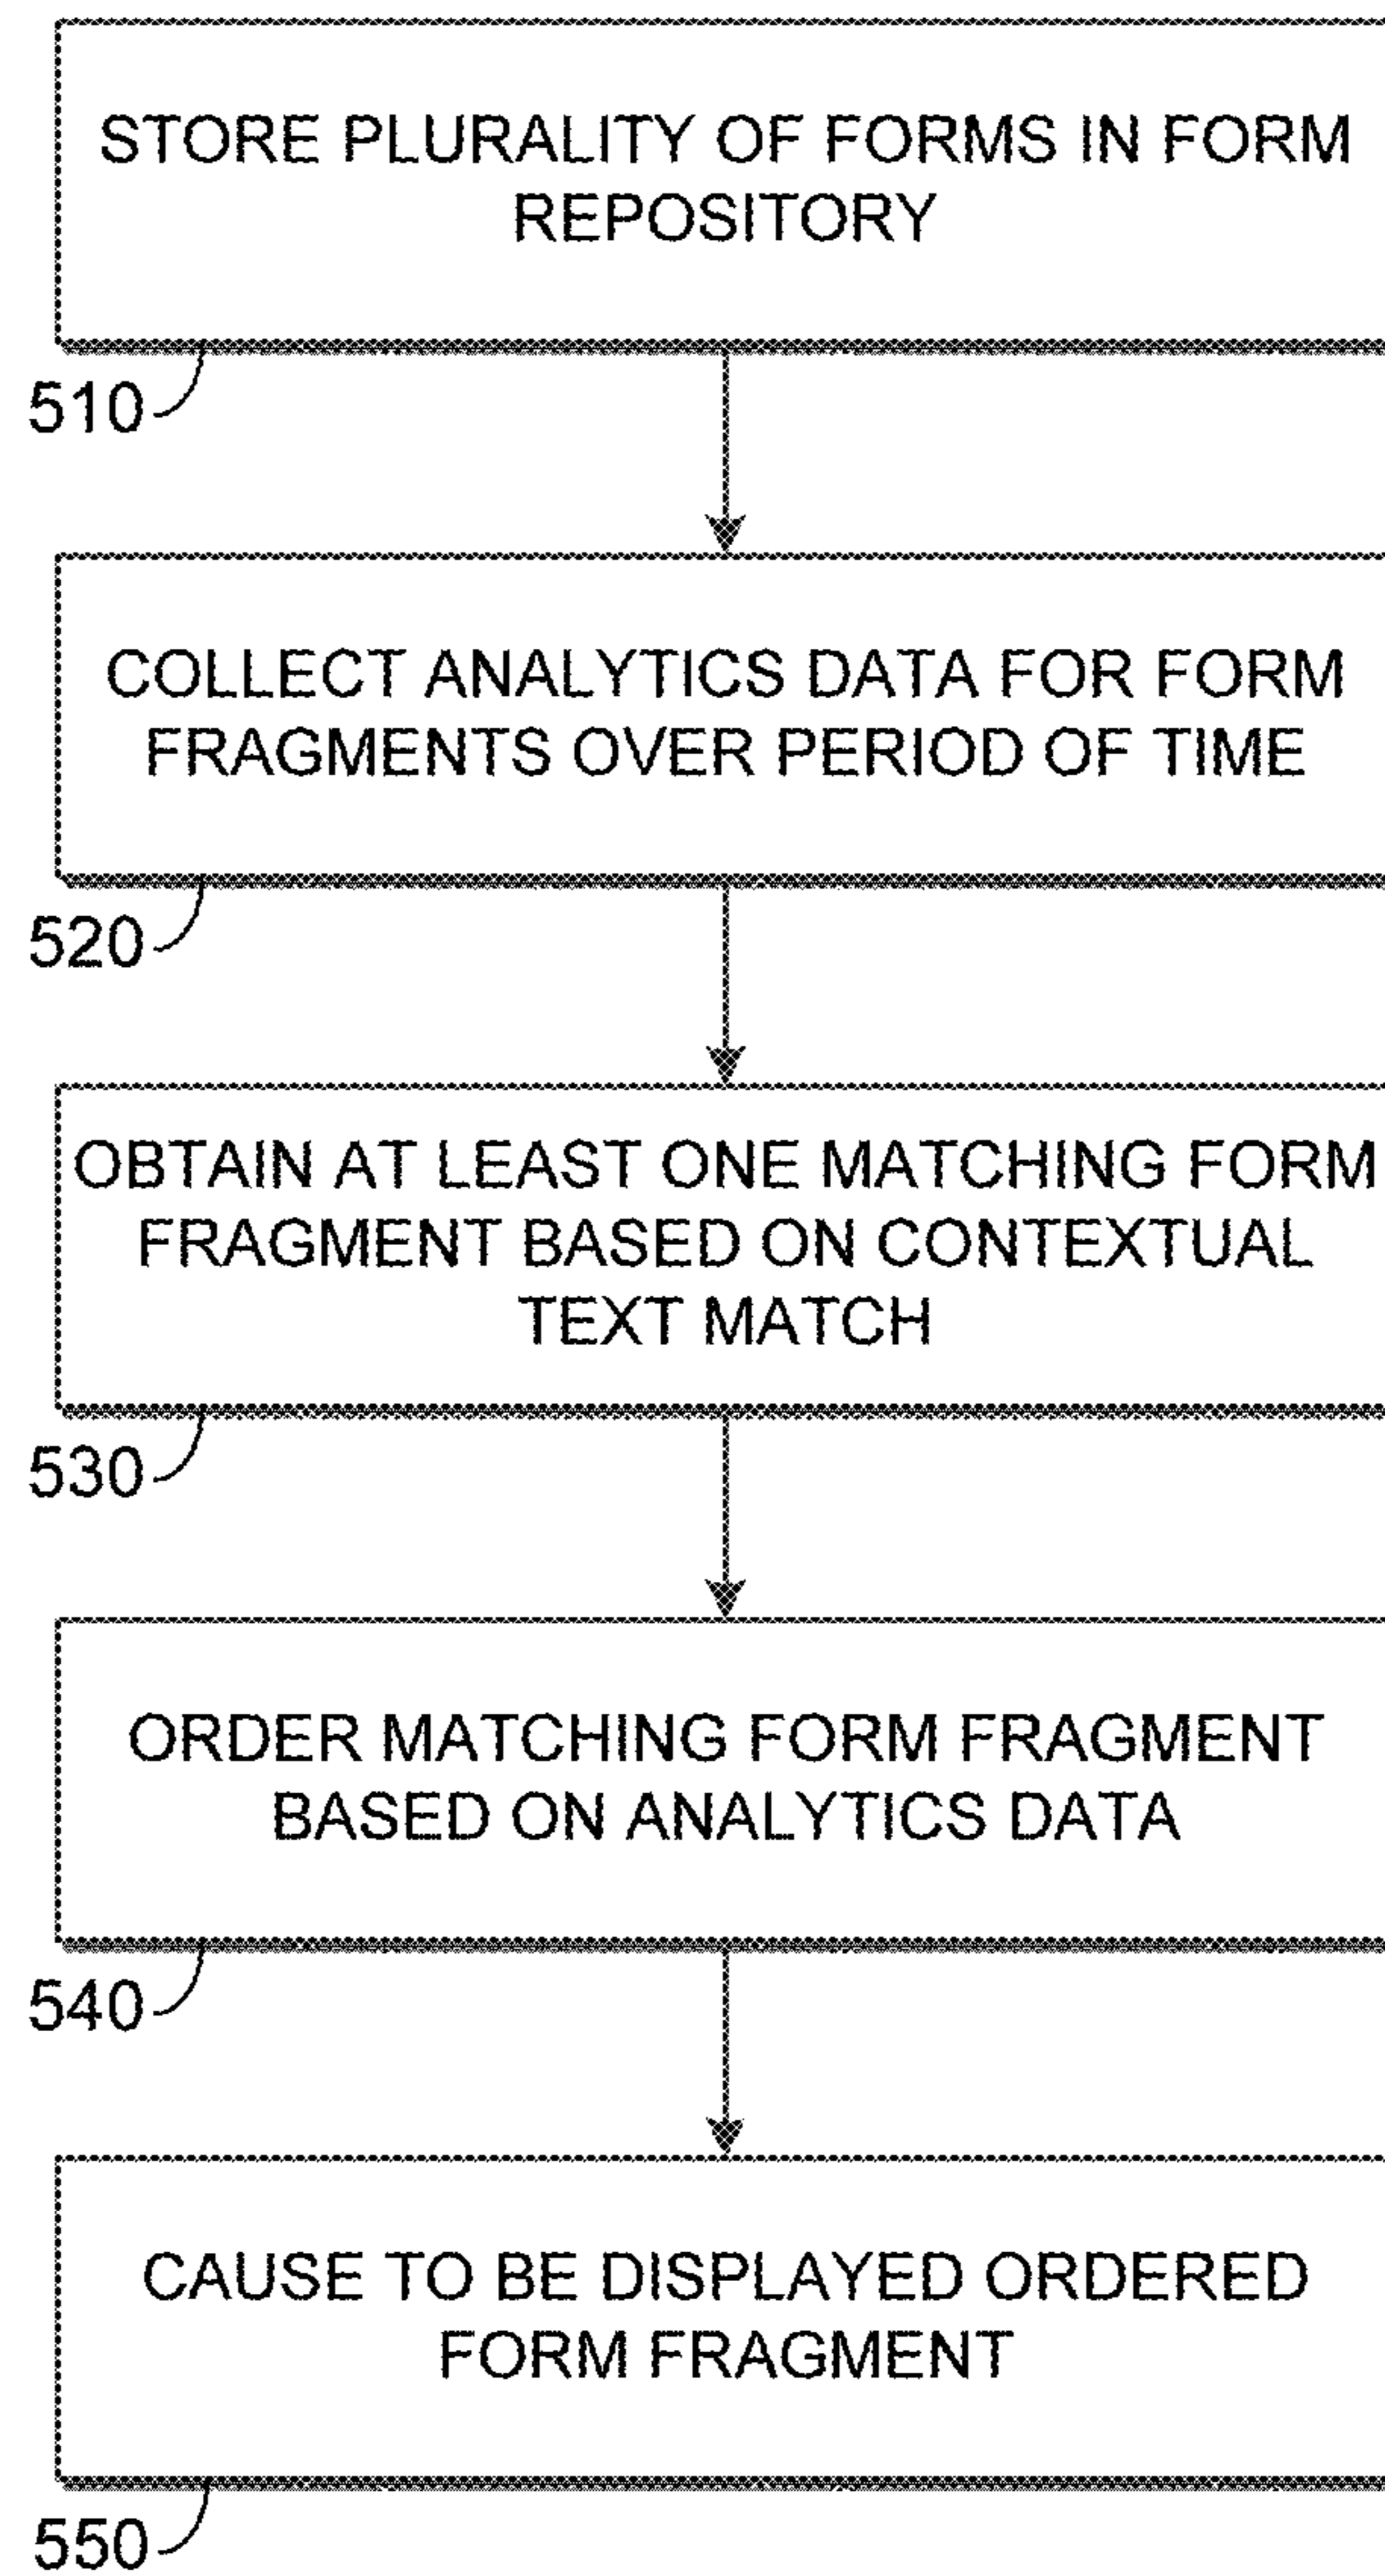 STORE PLURALITY OF FORMS IN FORM
REPOSITORY
510
COLLECT ANALYTICS DATA FOR FORM
FRAGMENTS OVER PERIOD OF TIME
520
OBTAIN AT LEAST ONE MATCHING FORM
FRAGMENT BASED ON CONTEXTUAL
TEXT MATCH
530
ORDER MATCHING FORM FRAGMENT
BASED ON ANALYTICS DATA
540
CAUSE TO BE DISPLAYED ORDERED
FORM FRAGMENT
550